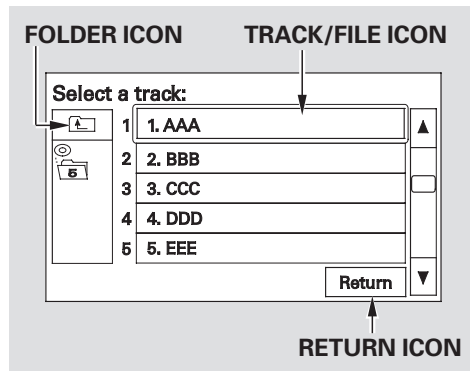 FOLDER ICON TRACK/FILE ICON
Select a track:
1 1. AAA
2 2. BBB
5
3 3. CCC
4 4. DDD
5 5. EEE
Return
RETURN ICON